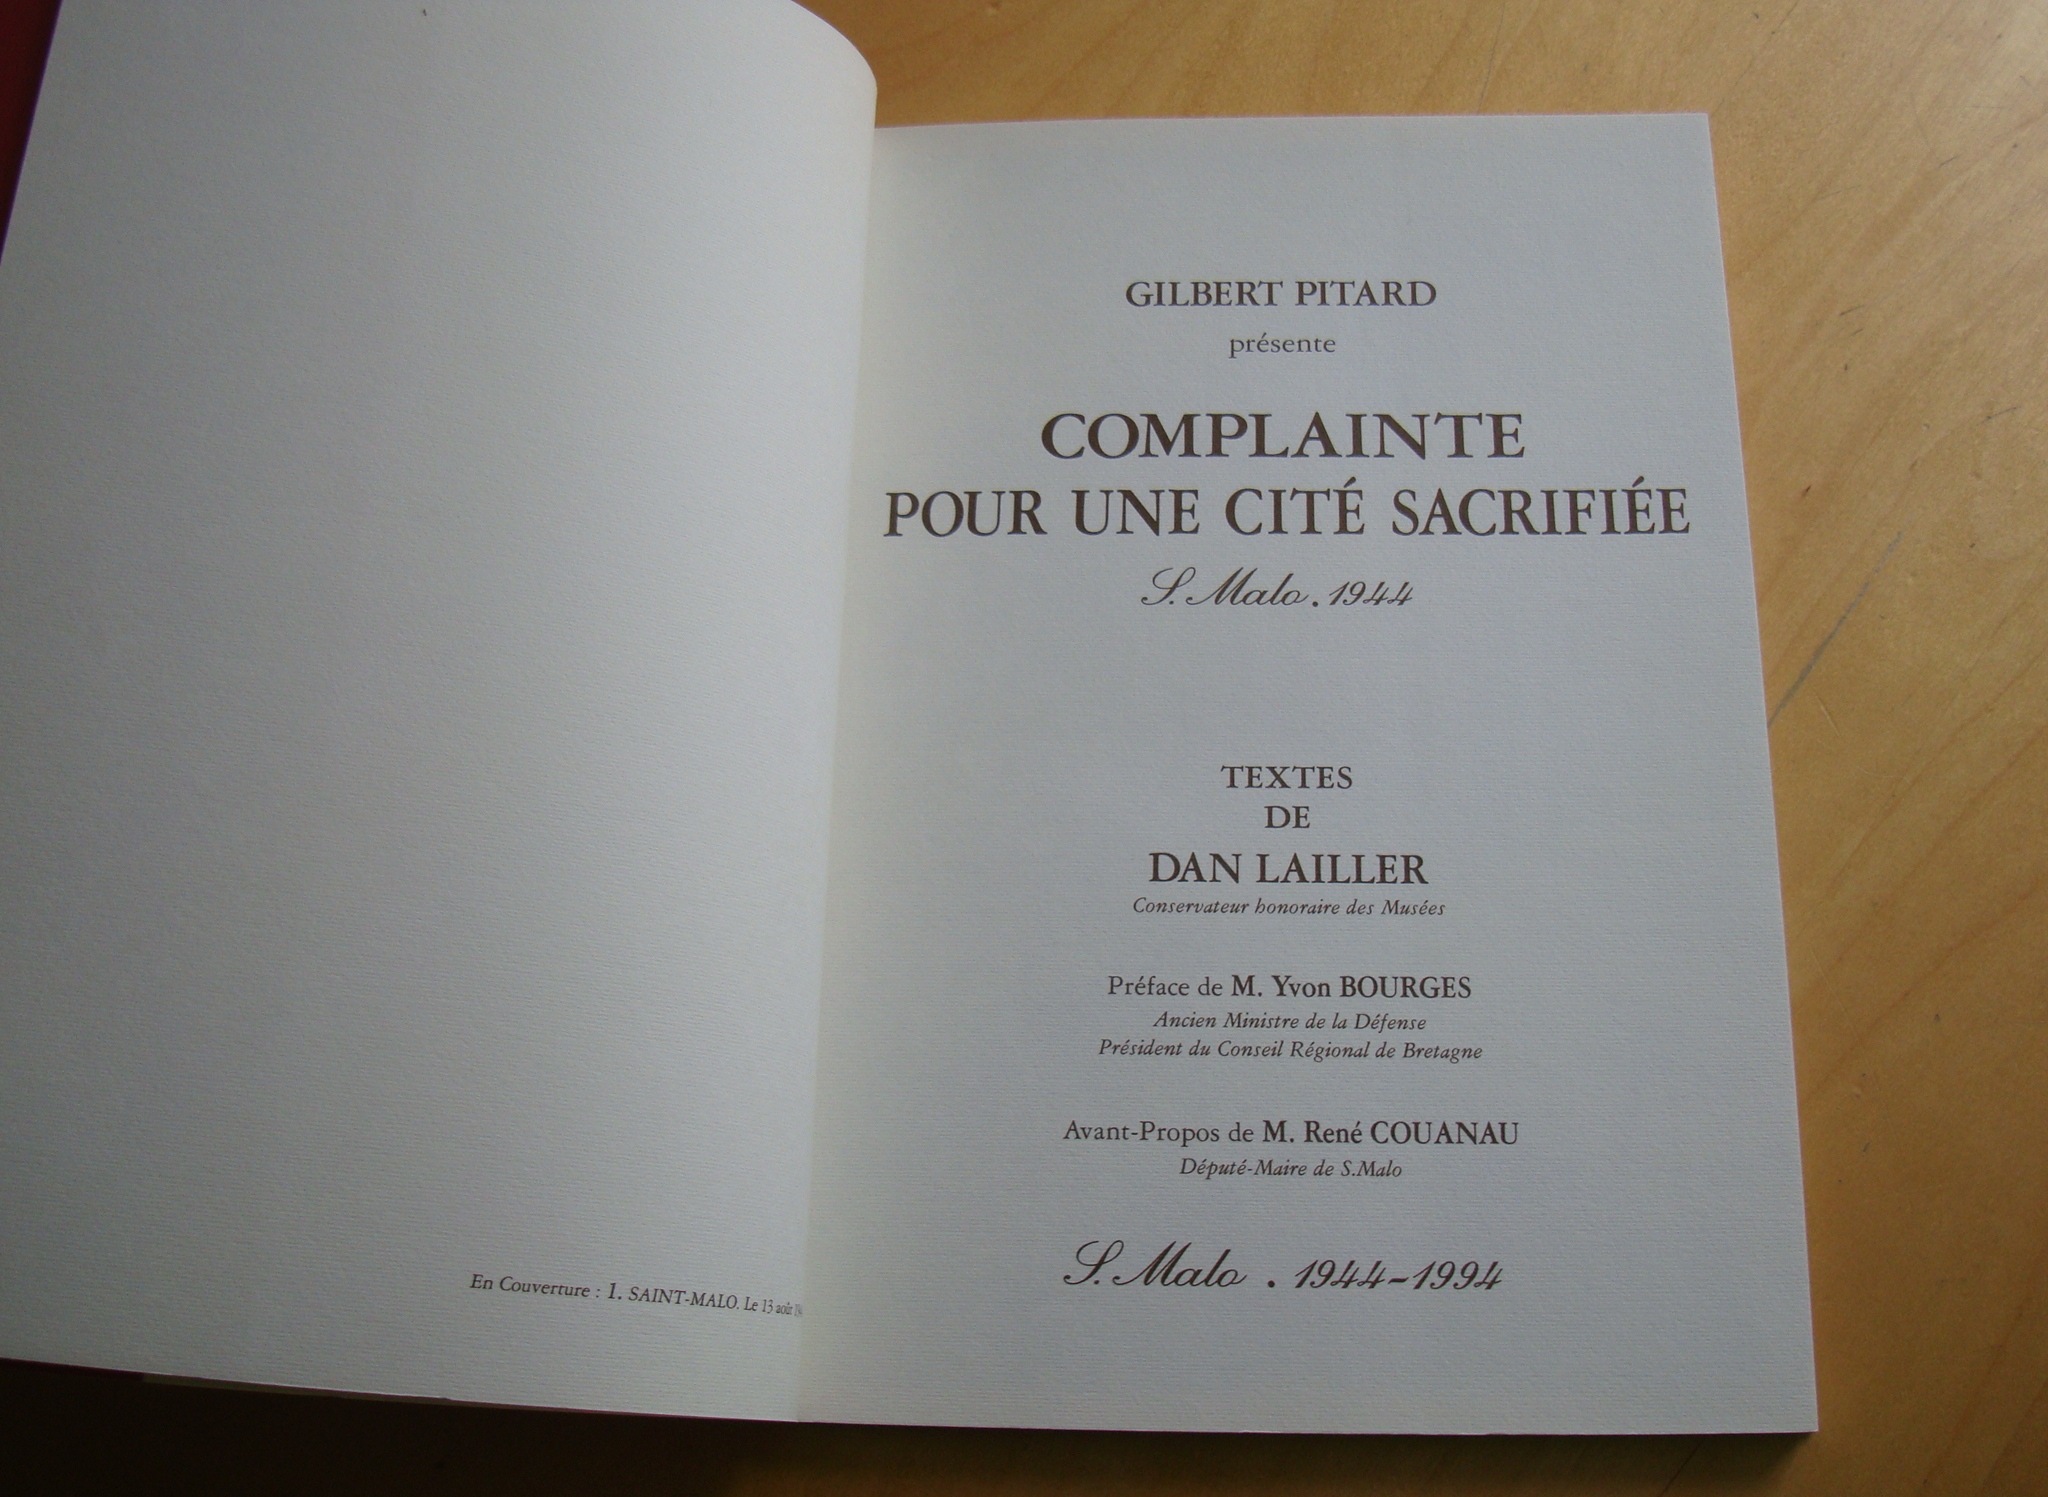 En Couverture : 1. SAINT-MALO. Le 13 août
GILBERT PITARD
présente
COMPLAINTE
POUR UNE CITÉ SACRIFIÉE
S. Malo . 1944
TEXTES
DE
DAN LAILLER
Conservateur honoraire des Musées
Préface de M. Yvon BOURGES
Ancien Ministre de la Défense
Président du Conseil Régional de Bretagne
Avant-Propos de M. René COUANAU
Député-Maire de S.Malo
S. Malo . 1944-1994